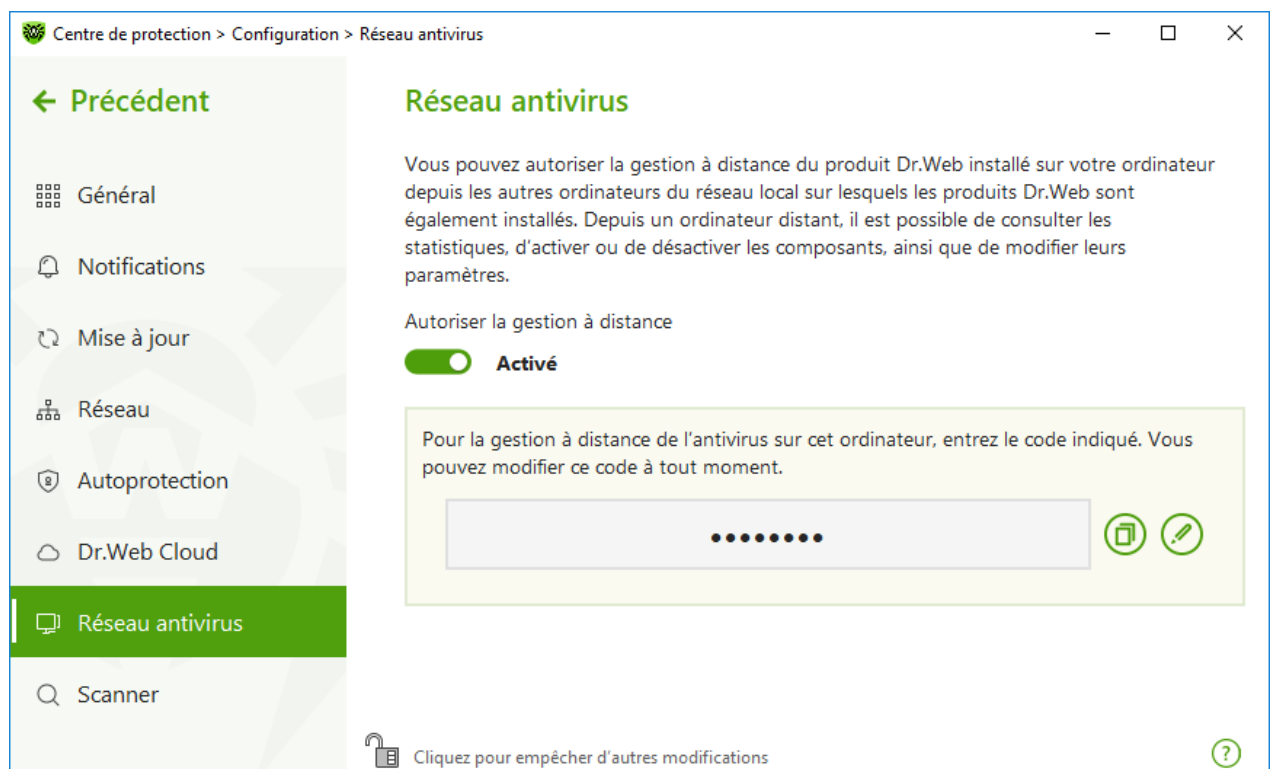 Centre de protection > Configuration > Réseau antivirus
Précédent
Général
Notifications
Mise à jour
Réseau
Autoprotection
Dr.Web Cloud
Réseau antivirus
Scanner
Réseau antivirus
Vous pouvez autoriser la gestion à distance du produit Dr.Web installé sur votre ordinateur
depuis les autres ordinateurs du réseau local sur lesquels les produits Dr.Web sont
également installés. Depuis un ordinateur distant, il est possible de consulter les
statistiques, d’activer ou de désactiver les composants, ainsi que de modifier leurs
paramètres.
Autoriser la gestion à distance
Activé
Pour la gestion à distance de l’antivirus sur cet ordinateur, entrez le code indiqué. Vous
pouvez modifier ce code à tout moment.
••••••••
Cliquez pour empêcher d’autres modifications
?